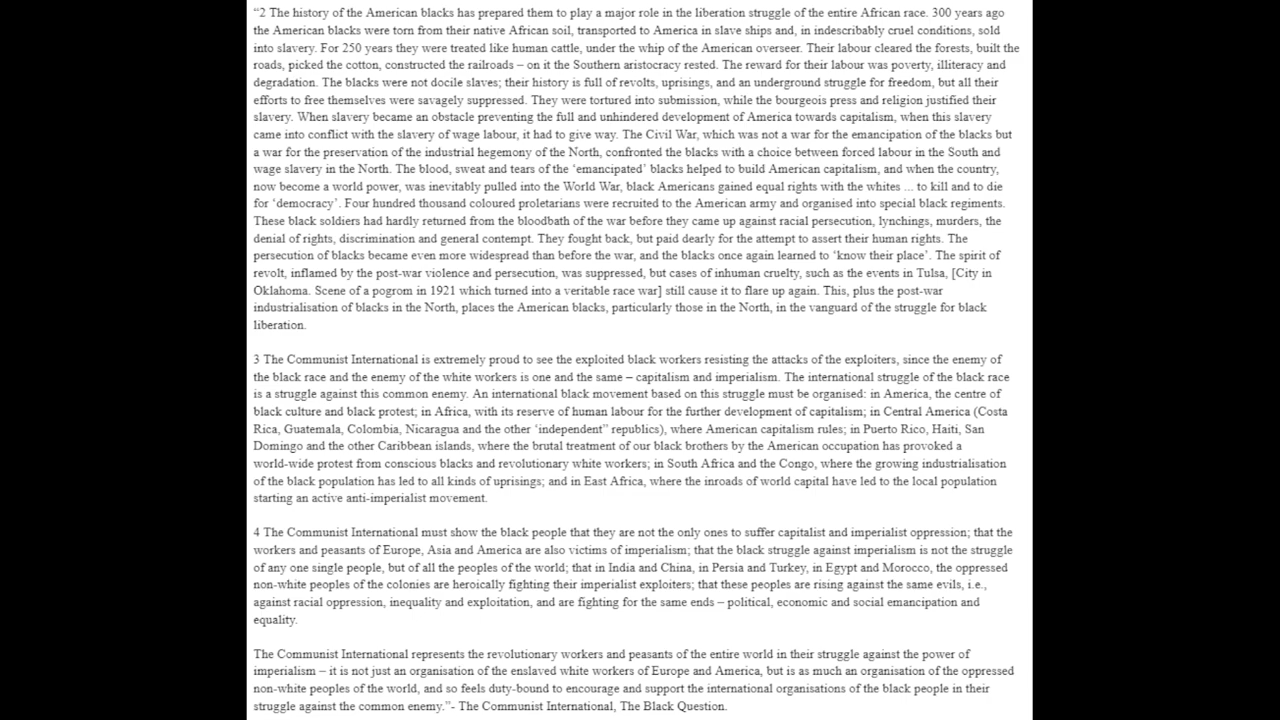 “2 The history of the American blacks has prepared them to play a major role in the liberation struggle of the entire African race. 300 years ago
the American blacks were torn from their native African soil, transported to America in slave ships and, in indescribably cruel conditions, sold
into slavery. For 250 years they were treated like human cattle, under the whip of the American overseer. Their labour cleared the forests, built the
roads, picked the cotton, constructed the railroads – on it the Southern aristocracy rested. The reward for their labour was poverty, illiteracy and
degradation. The blacks were not docile slaves; their history is full of revolts, uprisings, and an underground struggle for freedom, but all their
efforts to free themselves were savagely suppressed. They were tortured into submission, while the bourgeois press and religion justified their
slavery. When slavery became an obstacle preventing the full and unhindered development of America towards capitalism, when this slavery
came into conflict with the slavery of wage labour, it had to give way. The Civil War, which was not a war for the emancipation of the blacks but
a war for the preservation of the industrial hegemony of the North, confronted the blacks with a choice between forced labour in the South and
wage slavery in the North. The blood, sweat and tears of the ‘emancipated’ blacks helped to build American capitalism, and when the country,
now become a world power, was inevitably pulled into the World War, black Americans gained equal rights with the whites ... to kill and to die
for ‘democracy’. Four hundred thousand coloured proletarians were recruited to the American army and organised into special black regiments.
These black soldiers had hardly returned from the bloodbath of the war before they came up against racial persecution, lynchings, murders, the
denial of rights, discrimination and general contempt. They fought back, but paid dearly for the attempt to assert their human rights. The
persecution of blacks became even more widespread than before the war, and the blacks once again learned to ‘know their place’. The spirit of
revolt, inflamed by the post-war violence and persecution, was suppressed, but cases of inhuman cruelty, such as the events in Tulsa, [City in
Oklahoma. Scene of a pogrom in 1921 which turned into a veritable race war] still cause it to flare up again. This, plus the post-war
industrialisation of blacks in the North, places the American blacks, particularly those in the North, in the vanguard of the struggle for black
liberation.
3 The Communist International is extremely proud to see the exploited black workers resisting the attacks of the exploiters, since the enemy of
the black race and the enemy of the white workers is one and the same – capitalism and imperialism. The international struggle of the black race
is a struggle against this common enemy. An international black movement based on this struggle must be organised: in America, the centre of
black culture and black protest; in Africa, with its reserve of human labour for the further development of capitalism; in Central America (Costa
Rica, Guatemala, Colombia, Nicaragua and the other ‘independent” republics), where American capitalism rules; in Puerto Rico, Haiti, San
Domingo and the other Caribbean islands, where the brutal treatment of our black brothers by the American occupation has provoked a
world-wide protest from conscious blacks and revolutionary white workers; in South Africa and the Congo, where the growing industrialisation
of the black population has led to all kinds of uprisings; and in East Africa, where the inroads of world capital have led to the local population
starting an active anti-imperialist movement.
4 The Communist International must show the black people that they are not the only ones to suffer capitalist and imperialist oppression; that the
workers and peasants of Europe, Asia and America are also victims of imperialism; that the black struggle against imperialism is not the struggle
of any one single people, but of all the peoples of the world; that in India and China, in Persia and Turkey, in Egypt and Morocco, the oppressed
non-white peoples of the colonies are heroically fighting their imperialist exploiters; that these peoples are rising against the same evils, i.e.,
against racial oppression, inequality and exploitation, and are fighting for the same ends – political, economic and social emancipation and
equality.
The Communist International represents the revolutionary workers and peasants of the entire world in their struggle against the power of
imperialism – it is not just an organisation of the enslaved white workers of Europe and America, but is as much an organisation of the oppressed
non-white peoples of the world, and so feels duty-bound to encourage and support the international organisations of the black people in their
struggle against the common enemy.”- The Communist International, The Black Question.